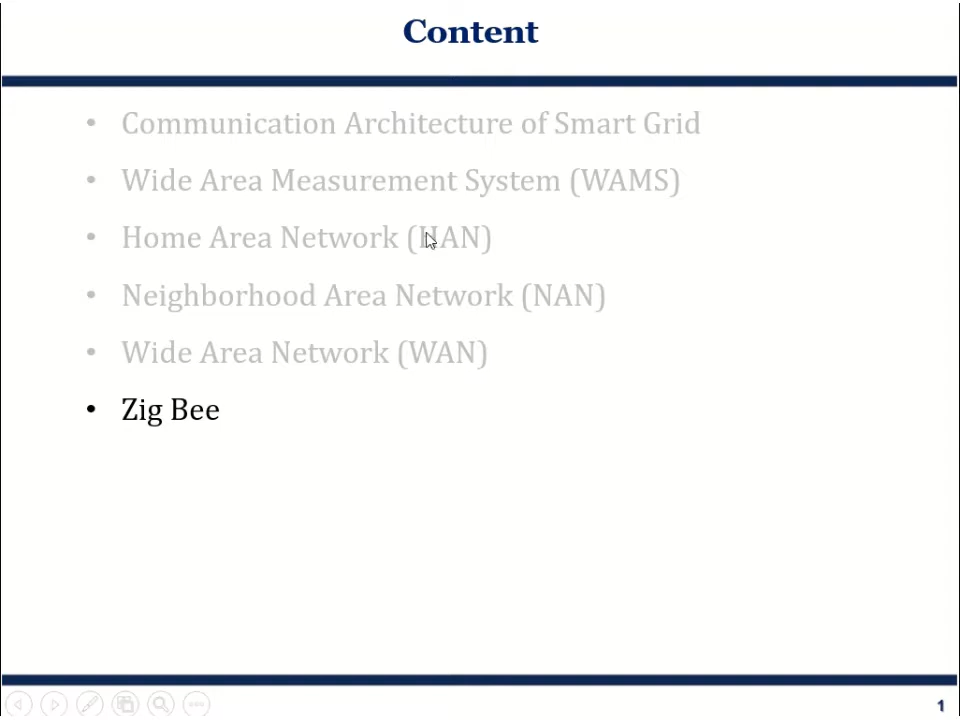 Content
• Communication Architecture of Smart Grid
• Wide Area Measurement System (WAMS)
• Home Area Network (HAN)
• Neighborhood Area Network (NAN)
• Wide Area Network (WAN)
• Zig Bee
1